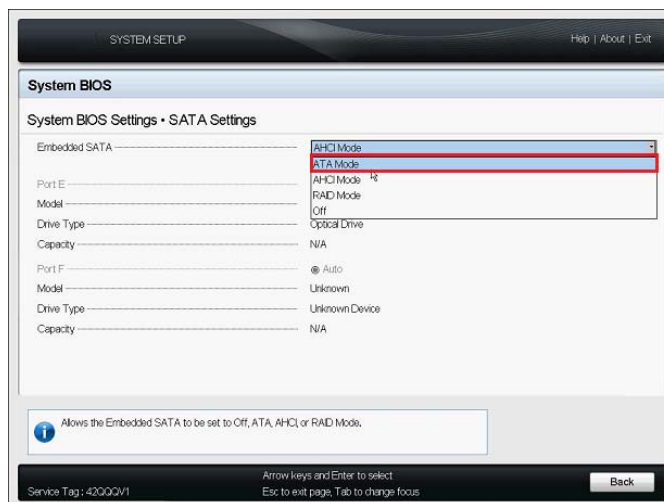 SYSTEM SETUP
Help | About | Exit
System BIOS
System BIOS Settings • SATA Settings
Embedded SATA
AHCI Mode
ATA Mode
AHCI Mode
RAID Mode
Off
Port E
Model
Drive Type
Optical Drive
Capacity
N/A
Port F
Auto
Model
Unknown
Drive Type
Unknown Device
Capacity
N/A
Allows the Embedded SATA to be set to Off, ATA, AHCI, or RAID Mode.
Service Tag : 42QQQV1
Arrow keys and Enter to select
Esc to exit page, Tab to change focus
Back